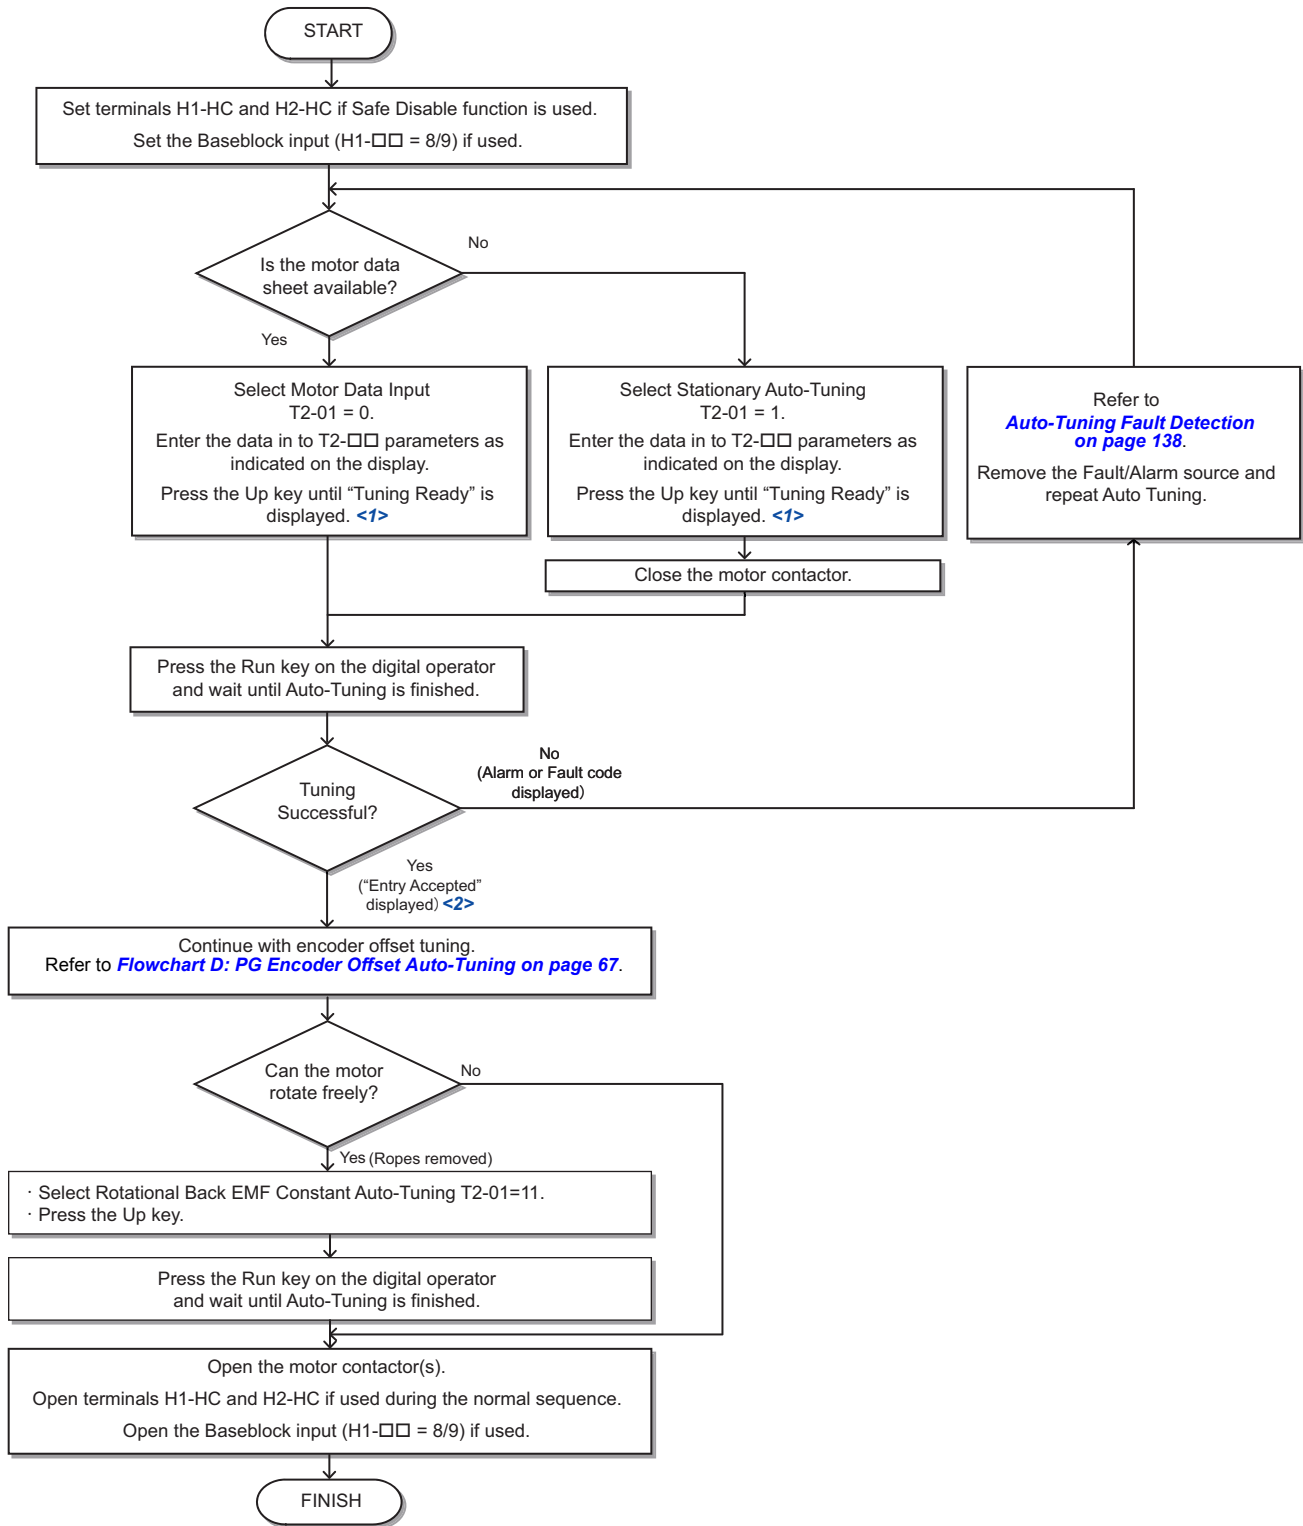 START
Set terminals H1-HC and H2-HC if Safe Disable function is used.
Set the Baseblock input (H1-□□ = 8/9) if used.
Is the motor data
sheet available?
No
Yes
Select Motor Data Input
T2-01 = 0.
Enter the data in to T2-□□ parameters as
indicated on the display.
Press the Up key until “Tuning Ready” is
displayed. <1>
Select Stationary Auto-Tuning
T2-01 = 1.
Enter the data in to T2-□□ parameters as
indicated on the display.
Press the Up key until “Tuning Ready” is
displayed. <1>
Refer to
Auto-Tuning Fault Detection
on page 138.
Remove the Fault/Alarm source and
repeat Auto Tuning.
Close the motor contactor.
Press the Run key on the digital operator
and wait until Auto-Tuning is finished.
Tuning
Successful?
No
(Alarm or Fault code
displayed)
Yes
(“Entry Accepted”
displayed) <2>
Continue with encoder offset tuning.
Refer to Flowchart D: PG Encoder Offset Auto-Tuning on page 67.
Can the motor
rotate freely?
No
Yes (Ropes removed)
· Select Rotational Back EMF Constant Auto-Tuning T2-01=11.
· Press the Up key.
Press the Run key on the digital operator
and wait until Auto-Tuning is finished.
Open the motor contactor(s).
Open terminals H1-HC and H2-HC if used during the normal sequence.
Open the Baseblock input (H1-□□ = 8/9) if used.
FINISH